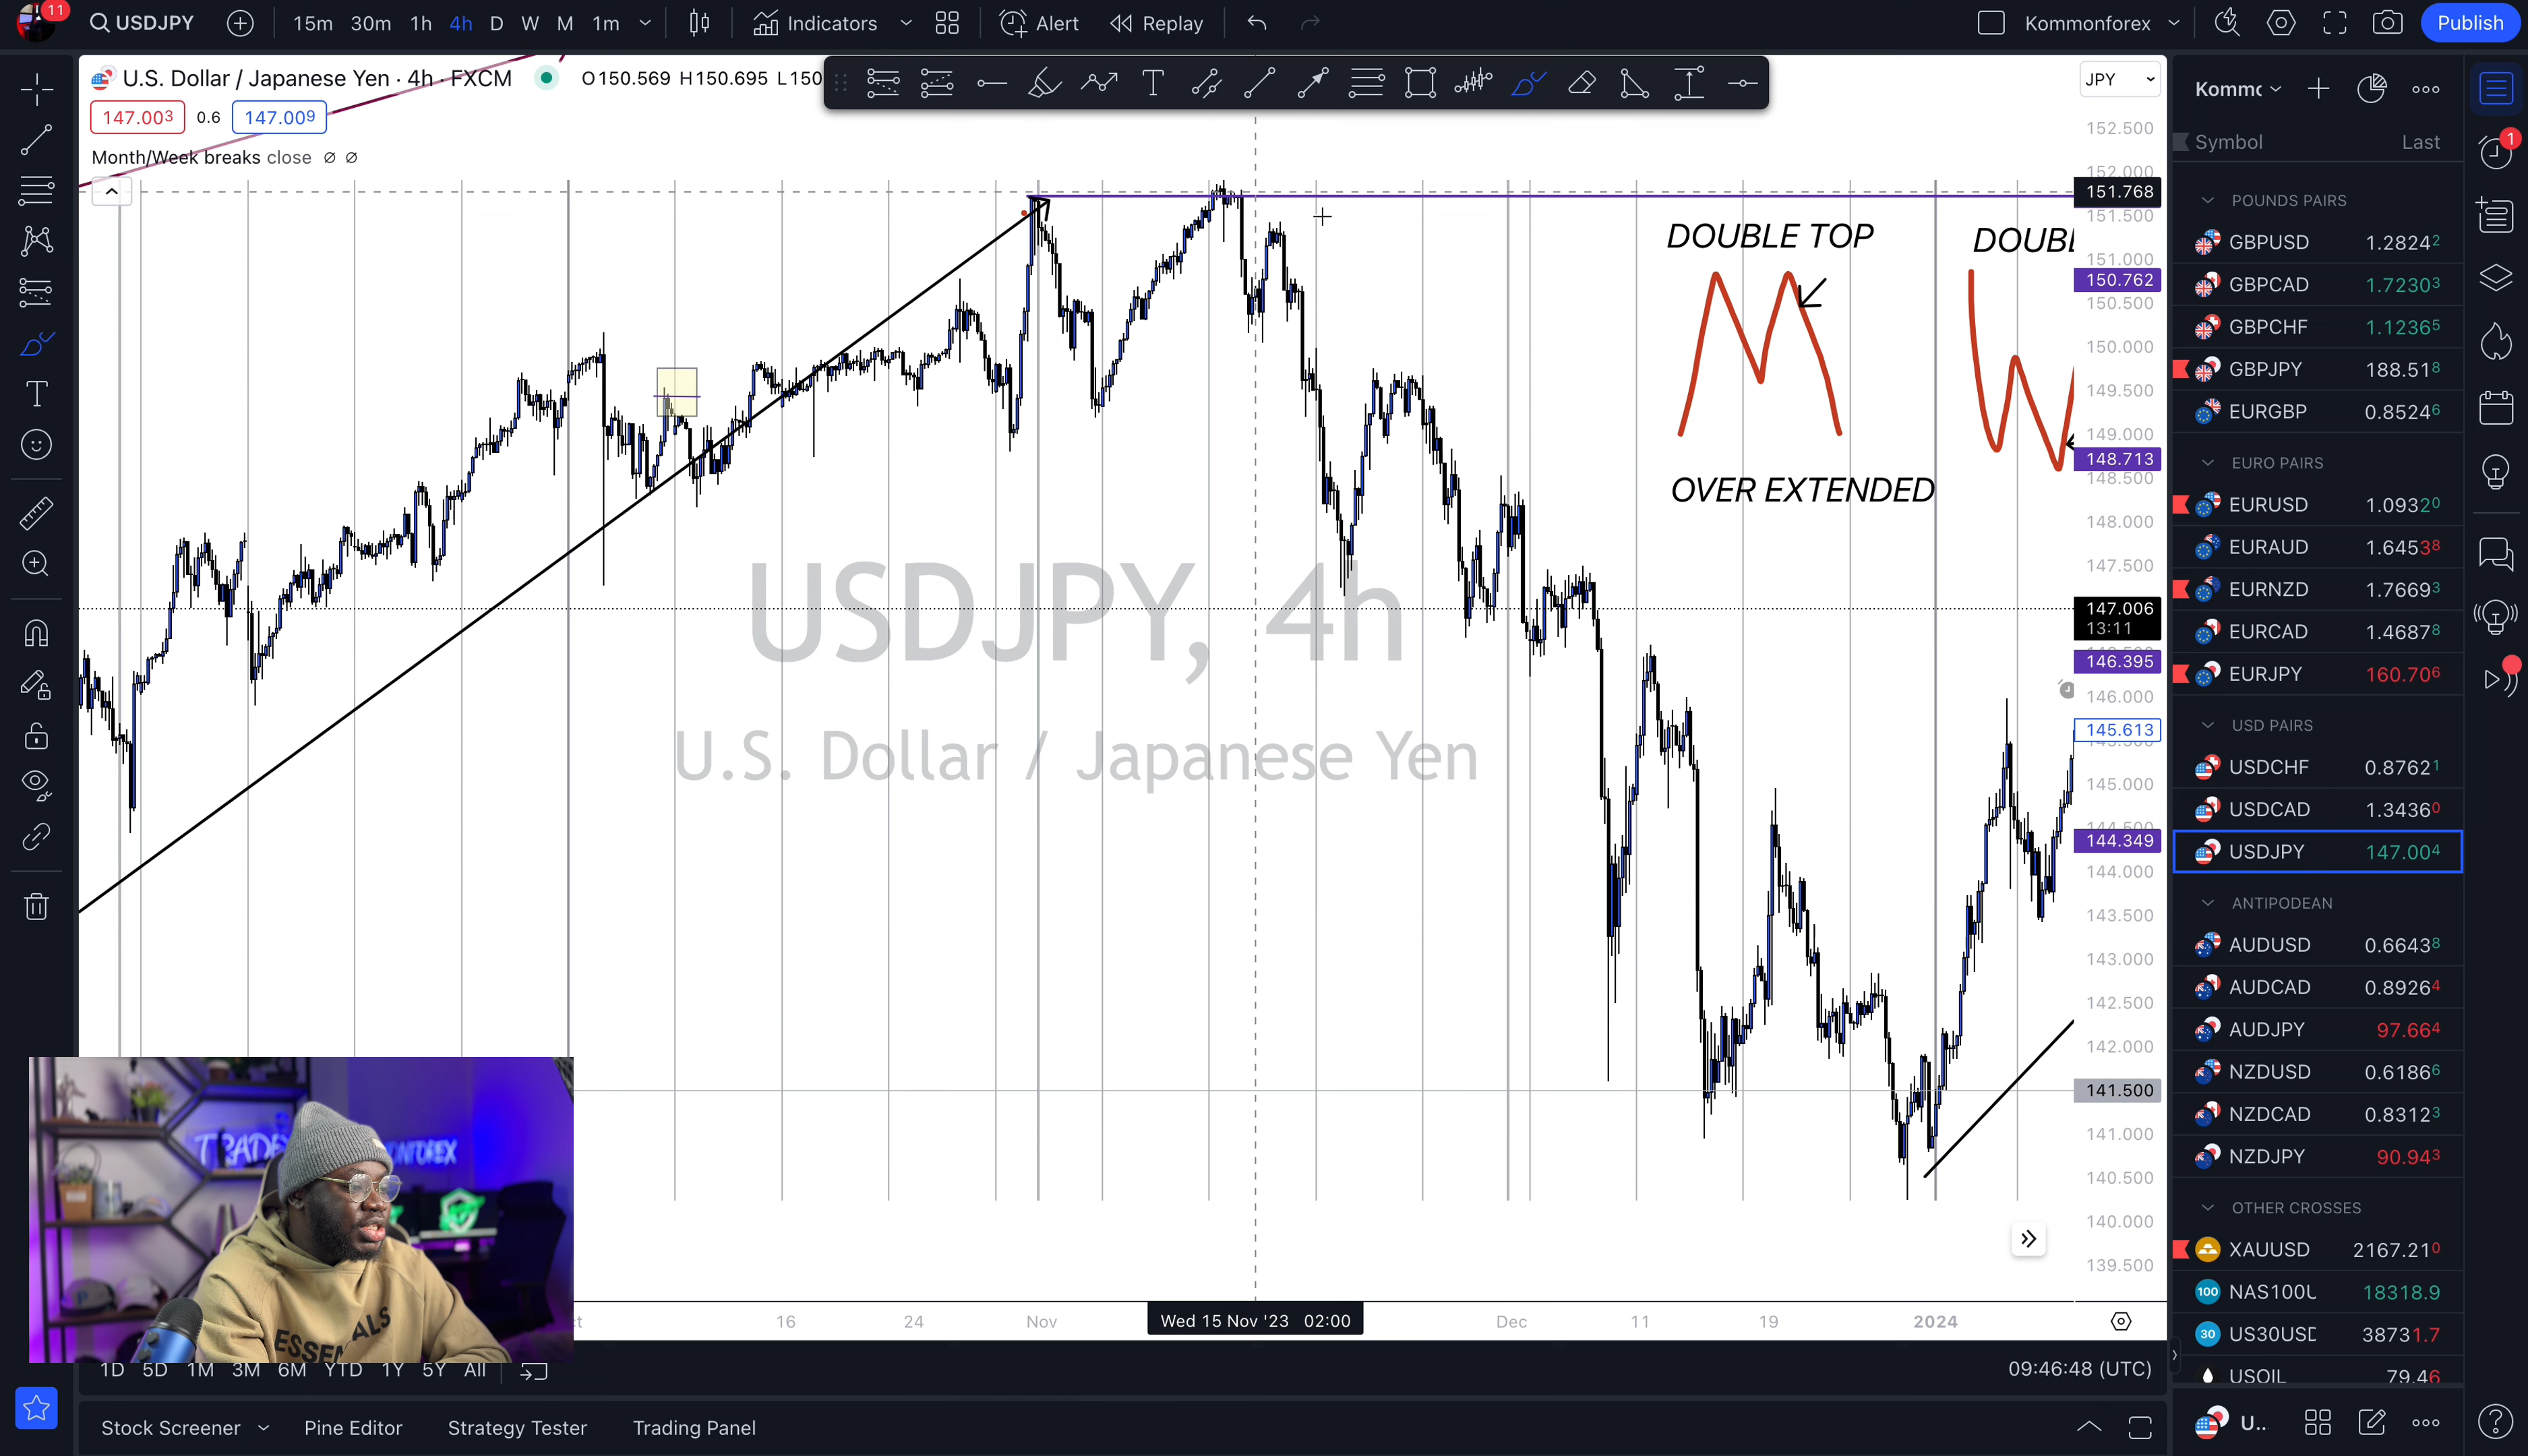 11
USDJPY
15m 30m 1h 4h D W M 1m
Indicators
Alert
Replay
Kommonforex
Publish
U.S. Dollar / Japanese Yen · 4h · FXCM
O150.569 H150.695 L150
147.003 0.6 147.009
Month/Week breaks close ∅ ∅
JPY
152.500
152.000
151.768
151.500
151.000
150.762
150.500
150.000
149.500
149.000
148.713
148.500
148.000
147.500
147.006
13:11
146.395
146.000
145.613
145.000
144.349
144.000
143.500
143.000
142.500
142.000
141.500
141.000
140.500
140.000
139.500
DOUBLE TOP
DOUBL
OVER EXTENDED
USDJPY, 4h
U.S. Dollar / Japanese Yen
ESSENTIALS
16 24 Nov Wed 15 Nov '23 02:00 Dec 11 19 2024
1D 5D 1M 3M 6M YTD 1Y 5Y All
09:46:48 (UTC)
Stock Screener
Pine Editor
Strategy Tester
Trading Panel
Komm
Symbol Last
POUNDS PAIRS
GBPUSD 1.28242
GBPCAD 1.72303
GBPCHF 1.12365
GBPJPY 188.518
EURGBP 0.85246
EURO PAIRS
EURUSD 1.09320
EURAUD 1.64538
EURNZD 1.76693
EURCAD 1.46878
EURJPY 160.706
USD PAIRS
USDCHF 0.87621
USDCAD 1.34360
USDJPY 147.004
ANTIPODEAN
AUDUSD 0.66438
AUDCAD 0.89264
AUDJPY 97.664
NZDUSD 0.61866
NZDCAD 0.83123
NZDJPY 90.943
OTHER CROSSES
XAUUSD 2167.210
100 NAS100U 18318.9
30 US30USD 38731.7
USOIL 79.46
U..
1